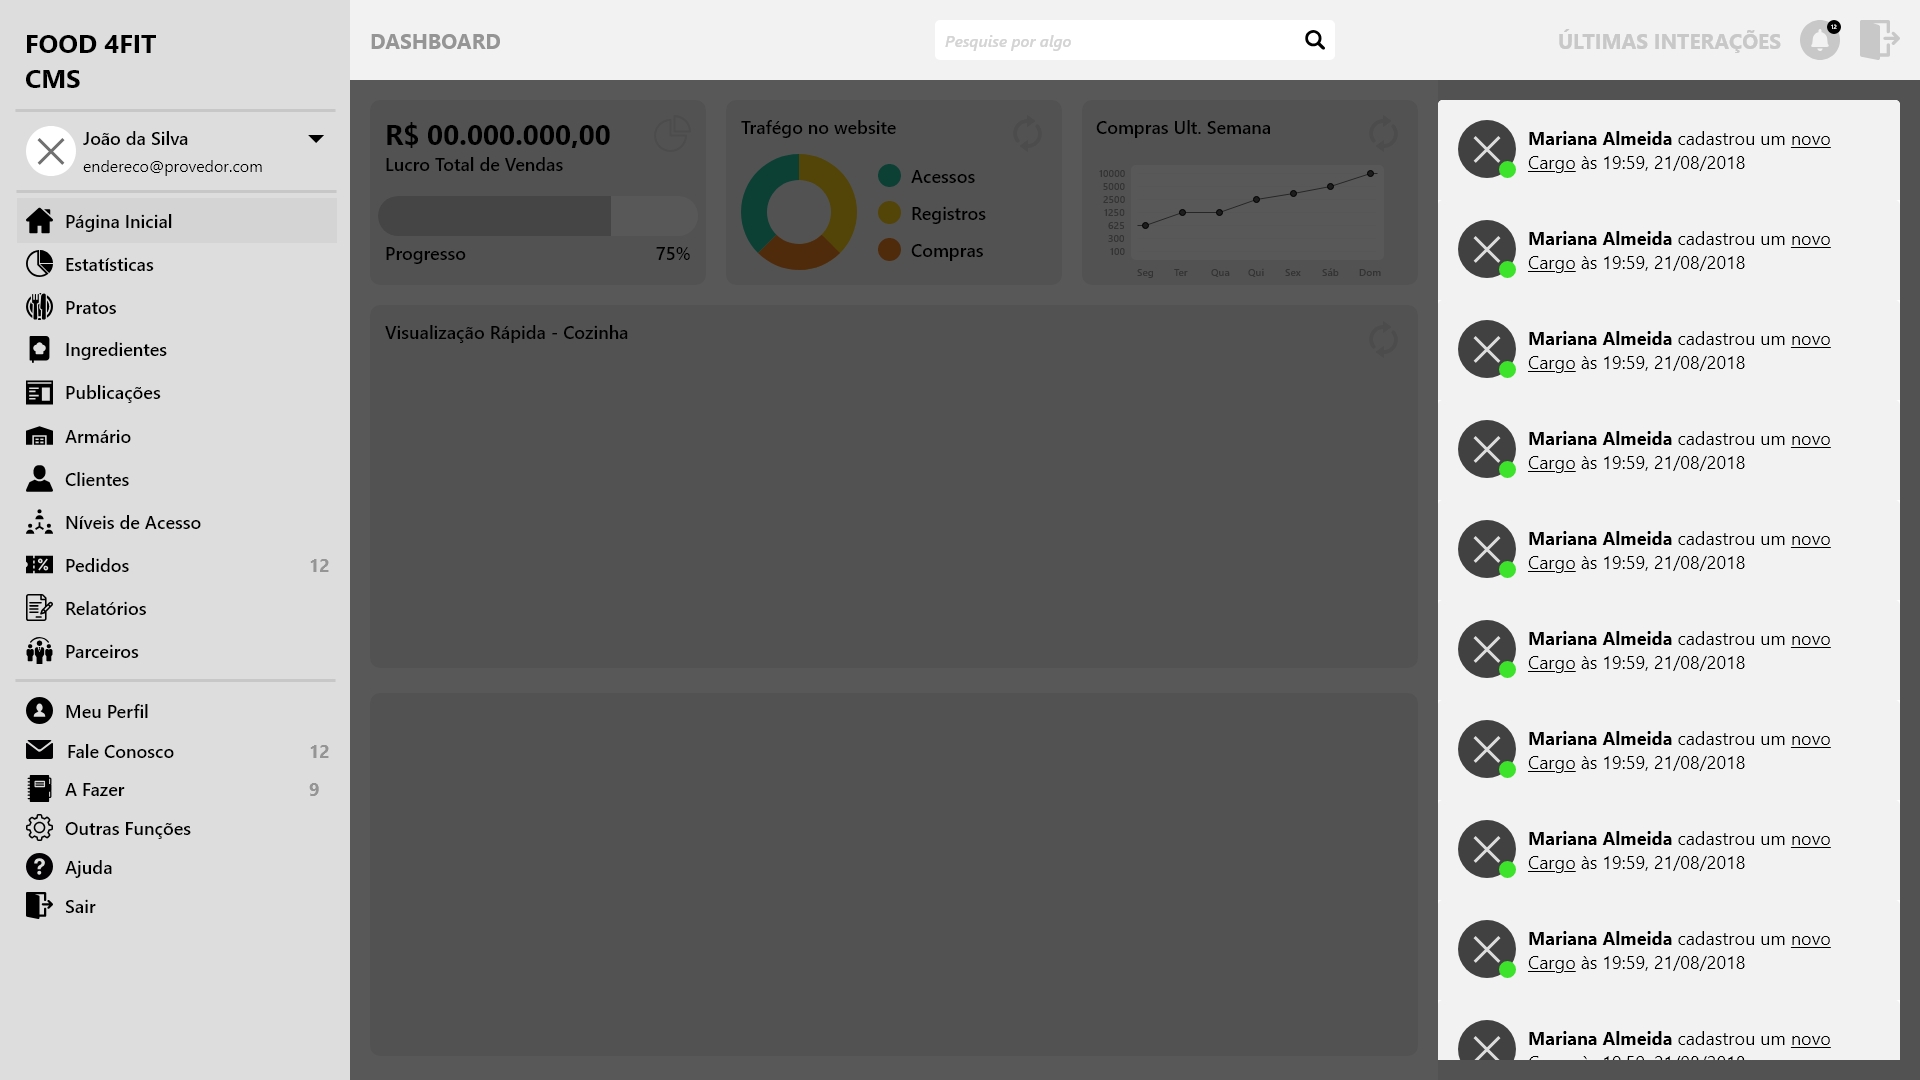 FOOD 4FIT
CMS
João da Silva
endereco@provedor.com
Página Inicial
Estatísticas
Pratos
Ingredientes
Publicações
Armário
Clientes
Níveis de Acesso
Pedidos 12
Relatórios
Parceiros
Meu Perfil
Fale Conosco 12
A Fazer 9
Outras Funções
Ajuda
Sair
DASHBOARD
Pesquise por algo
ÚLTIMAS INTERAÇÕES
12
R$ 00.000.000,00
Lucro Total de Vendas
Progresso 75%
Trafégo no website
Acessos
Registros
Compras
Compras Ult. Semana
10000
5000
2500
1250
625
300
100
Seg Ter Qua Qui Sex Sáb Dom
Visualização Rápida - Cozinha
Mariana Almeida cadastrou um novo
Cargo às 19:59, 21/08/2018
Mariana Almeida cadastrou um novo
Cargo às 19:59, 21/08/2018
Mariana Almeida cadastrou um novo
Cargo às 19:59, 21/08/2018
Mariana Almeida cadastrou um novo
Cargo às 19:59, 21/08/2018
Mariana Almeida cadastrou um novo
Cargo às 19:59, 21/08/2018
Mariana Almeida cadastrou um novo
Cargo às 19:59, 21/08/2018
Mariana Almeida cadastrou um novo
Cargo às 19:59, 21/08/2018
Mariana Almeida cadastrou um novo
Cargo às 19:59, 21/08/2018
Mariana Almeida cadastrou um novo
Cargo às 19:59, 21/08/2018
Mariana Almeida cadastrou um novo
Cargo às 19:59, 21/08/2018